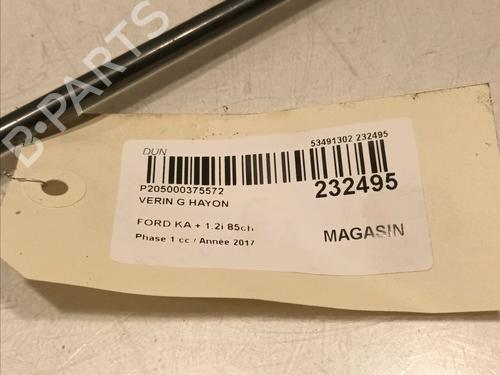 B-PARTS
DUN
53491302 232495
P205000375572
VERIN G HAYON
232495
FORD KA + 1.2i 85ch
Phase 1 cc / Année 2017
MAGASIN